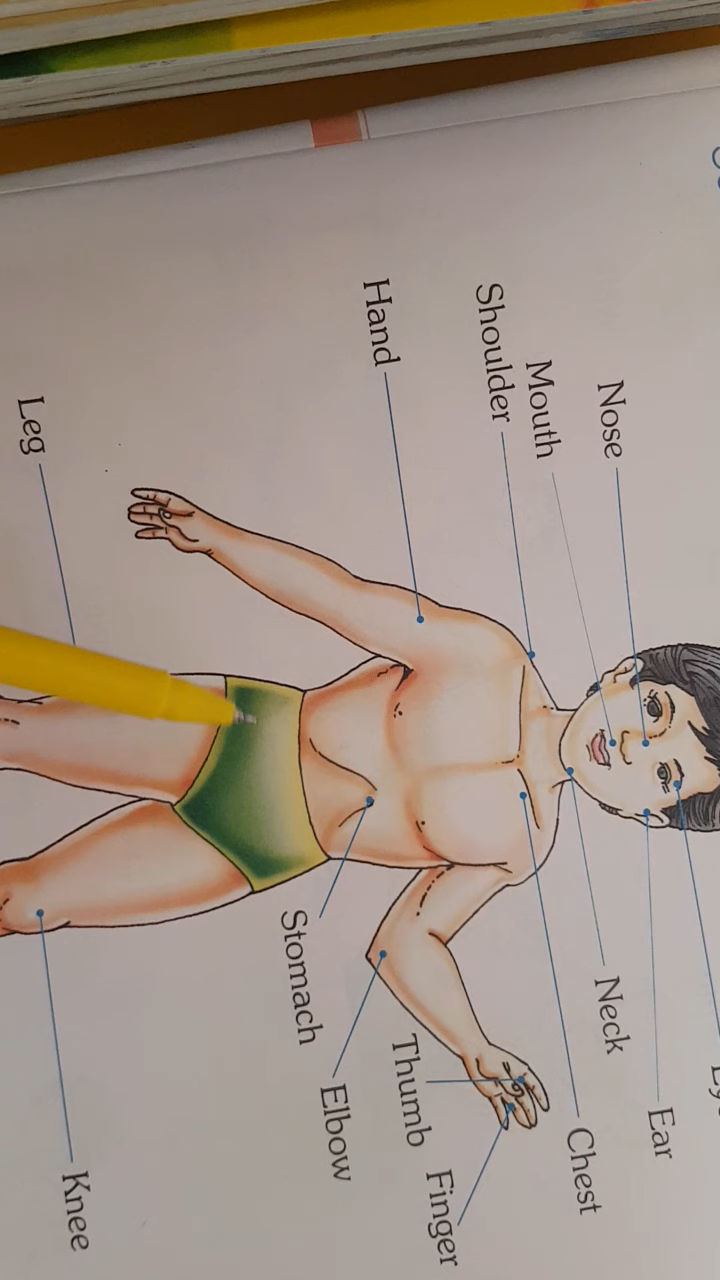 Nose
Mouth
Shoulder
Hand
Leg
Ear
Neck
Chest
Finger
Thumb
Elbow
Stomach
Knee